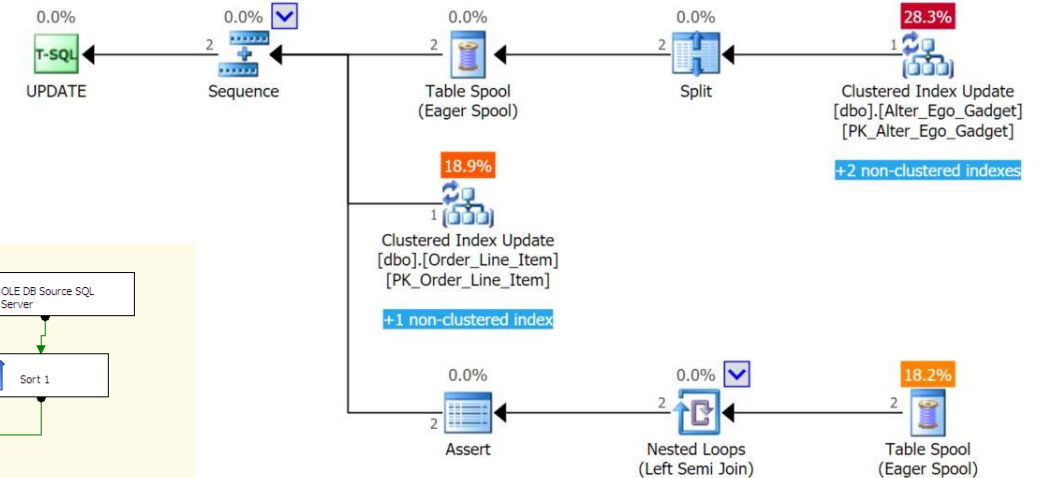 0.0%
0.0%
0.0%
0.0%
28.3%
T-SQL
2
2
2
1
UPDATE
Sequence
Table Spool
(Eager Spool)
Split
Clustered Index Update
[dbo].[Alter_Ego_Gadget]
[PK_Alter_Ego_Gadget]
+2 non-clustered indexes
18.9%
1
Clustered Index Update
[dbo].[Order_Line_Item]
[PK_Order_Line_Item]
+1 non-clustered index
OLE DB Source SQL
Server
Sort 1
0.0%
0.0%
18.2%
2
2
2
Assert
Nested Loops
(Left Semi Join)
Table Spool
(Eager Spool)